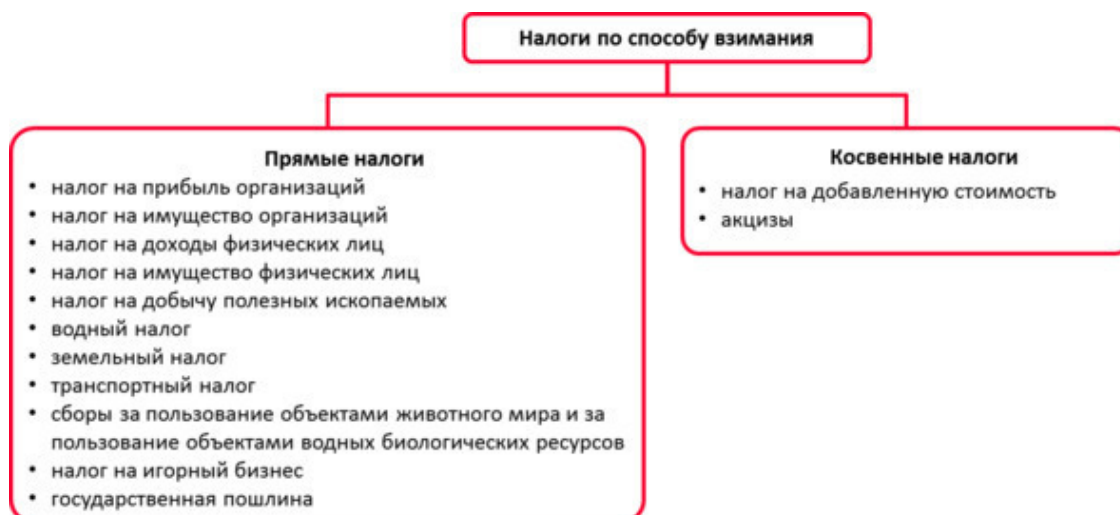 Налоги по способу взимания
Прямые налоги
• налог на прибыль организаций
• налог на имущество организаций
• налог на доходы физических лиц
• налог на имущество физических лиц
• налог на добычу полезных ископаемых
• водный налог
• земельный налог
• транспортный налог
• сборы за пользование объектами животного мира и за
пользование объектами водных биологических ресурсов
• налог на игорный бизнес
• государственная пошлина
Косвенные налоги
• налог на добавленную стоимость
• акцизы